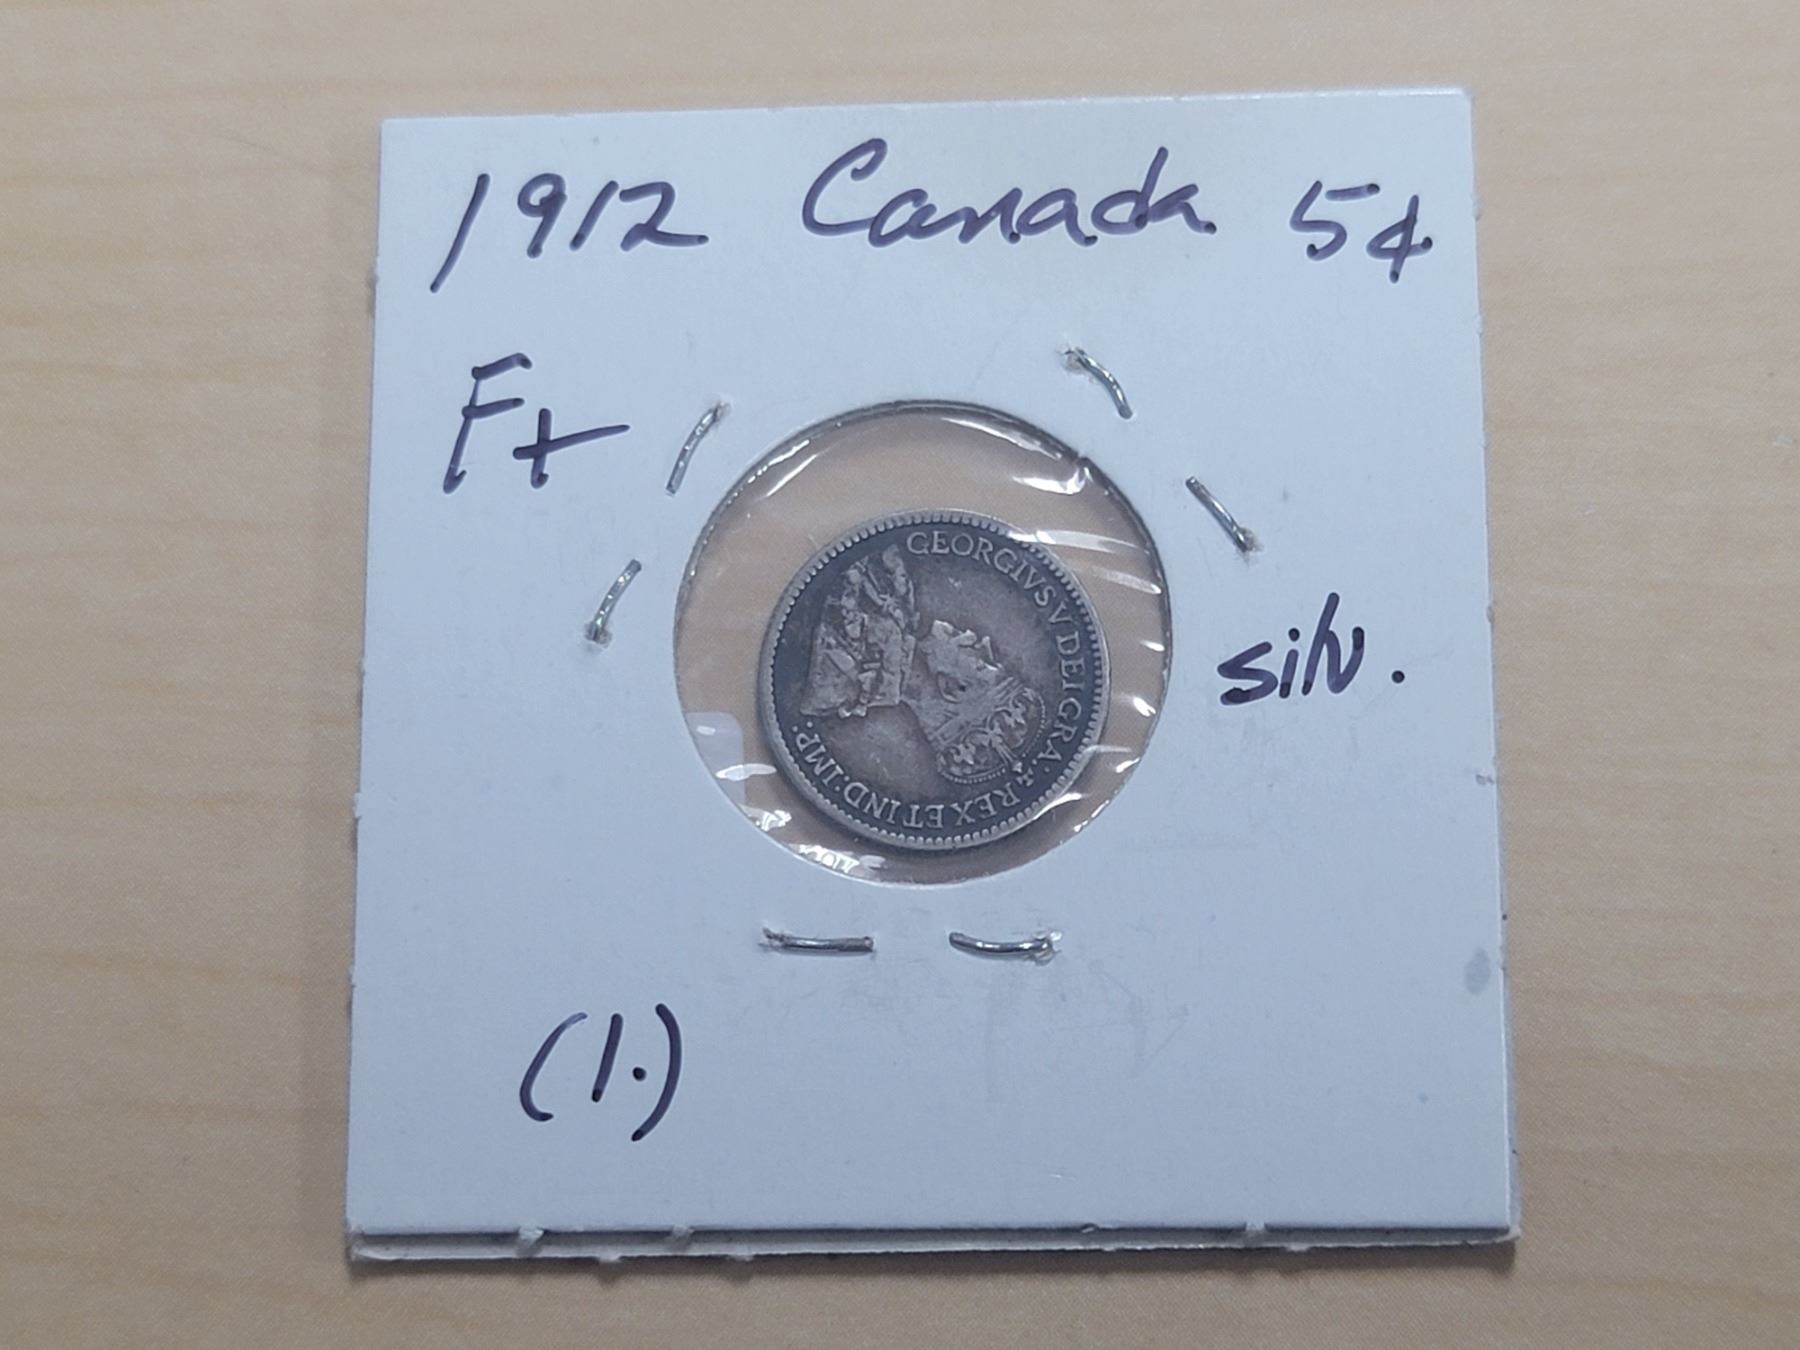 1912 Canada 5¢
F+
GEORGIVS V DEI GRA: REX ET IND: IMP:
silv.
(1.)